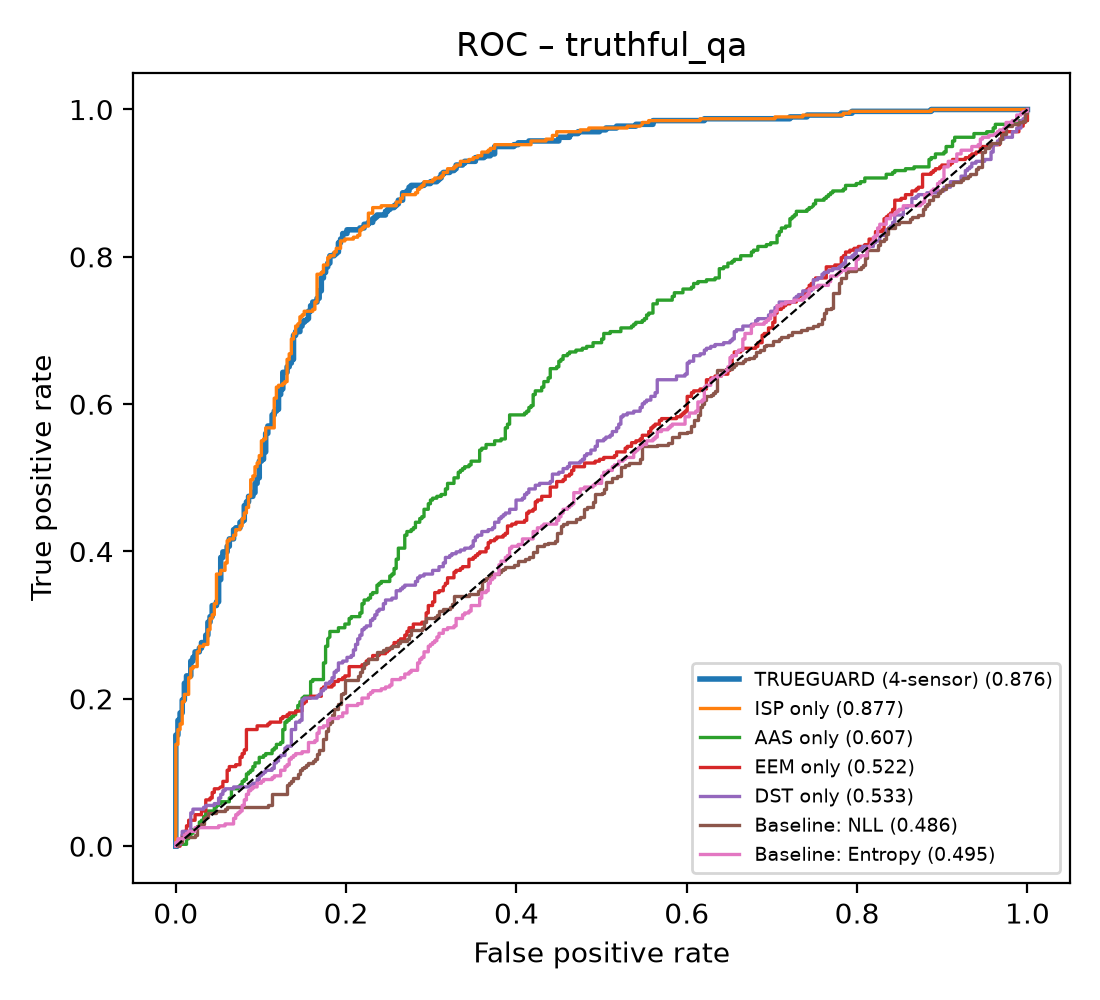 ROC – truthful_qa
True positive rate
1.0
0.8
0.6
0.4
0.2
0.0
TRUEGUARD (4-sensor) (0.876)
ISP only (0.877)
AAS only (0.607)
EEM only (0.522)
DST only (0.533)
Baseline: NLL (0.486)
Baseline: Entropy (0.495)
0.0 0.2 0.4 0.6 0.8 1.0
False positive rate